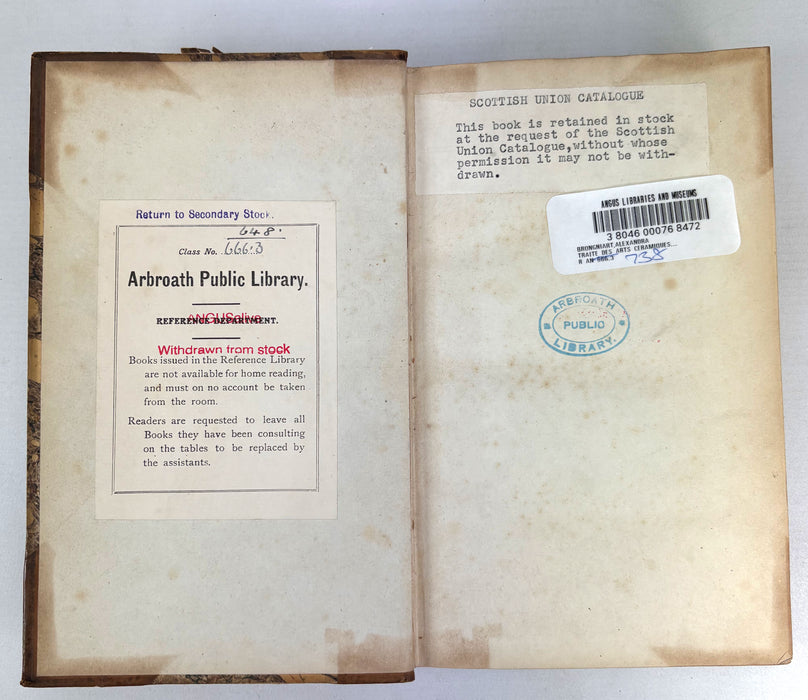 Return to Secondary Stock.
648.
Class No. 666.3
Arbroath Public Library.
REFERENCE DEPARTMENT.
ANGUSalive
Withdrawn from stock
Books issued in the Reference Library
are not available for home reading,
and must on no account be taken
from the room.
Readers are requested to leave all
Books they have been consulting
on the tables to be replaced by
the assistants.
SCOTTISH UNION CATALOGUE
This book is retained in stock
at the request of the Scottish
Union Catalogue,without whose
permission it may not be with-
drawn.
ANGUS LIBRARIES AND MUSEUMS
3 8046 00076 8472
BRONGNIART,ALEXANDRA
TRAITE DES ARTS CERAMIQUES...
R AN 666.3 738
ARBROATH
PUBLIC
LIBRARY.